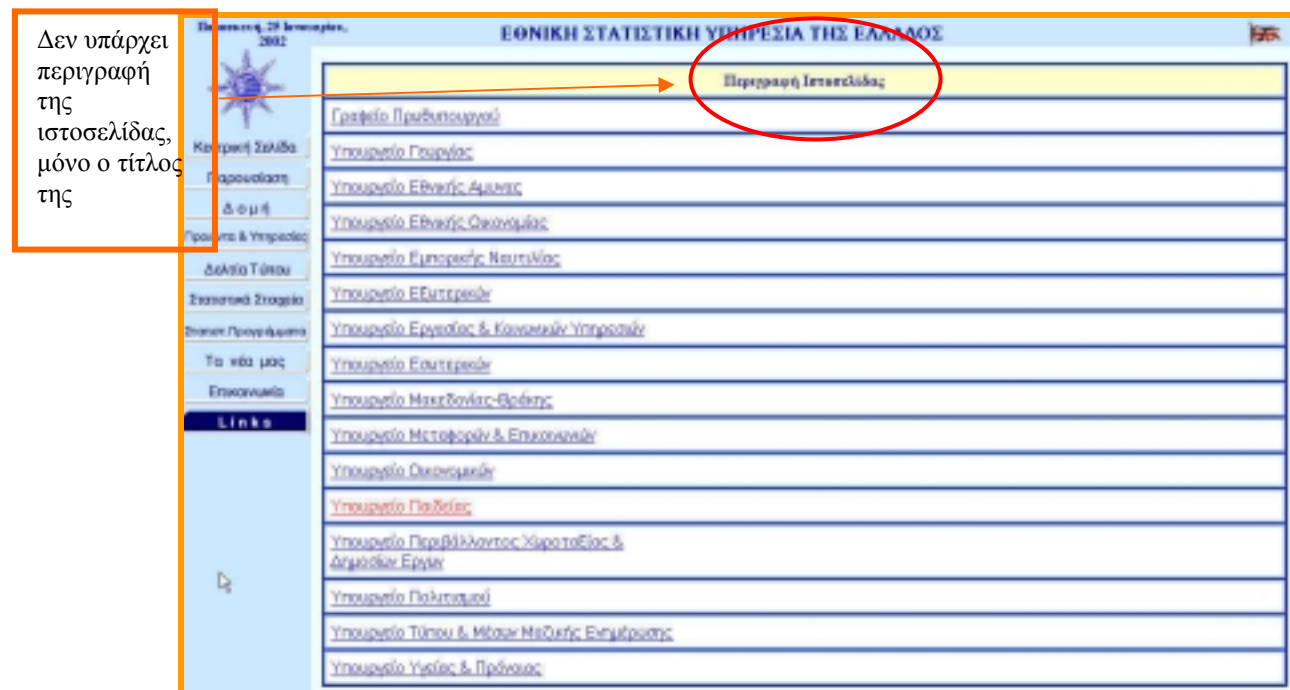 Δεν υπάρχει
περιγραφή
της
ιστοσελίδας,
μόνο ο τίτλος
της
2002
ΕΘΝΙΚΗ ΣΤΑΤΙΣΤΙΚΗ ΥΠΗΡΕΣΙΑ ΤΗΣ ΕΛΛΑΔΟΣ
Κεντρική Σελίδα
Παρουσίαση
Δομή
Προϊόντα & Υπηρεσίες
Δελτία Τύπου
Στατιστικά Στοιχεία
Στατιστ. Προγράμματα
Τα νέα μας
Επικοινωνία
Links
Περιγραφή Ιστοσελίδας
Γραφείο Πρωθυπουργού
Υπουργείο Γεωργίας
Υπουργείο Εθνικής Αμυνας
Υπουργείο Εθνικής Οικονομίας
Υπουργείο Εμπορικής Ναυτιλίας
Υπουργείο Εξωτερικών
Υπουργείο Εργασίας & Κοινωνικών Υπηρεσιών
Υπουργείο Εσωτερικών
Υπουργείο Μακεδονίας-Θράκης
Υπουργείο Μεταφορών & Επικοινωνιών
Υπουργείο Οικονομικών
Υπουργείο Παιδείας
Υπουργείο Περιβάλλοντος Χωροταξίας &
Δημοσίων Εργων
Υπουργείο Πολιτισμού
Υπουργείο Τύπου & Μέσων Μαζικής Ενημέρωσης
Υπουργείο Υγείας & Πρόνοιας